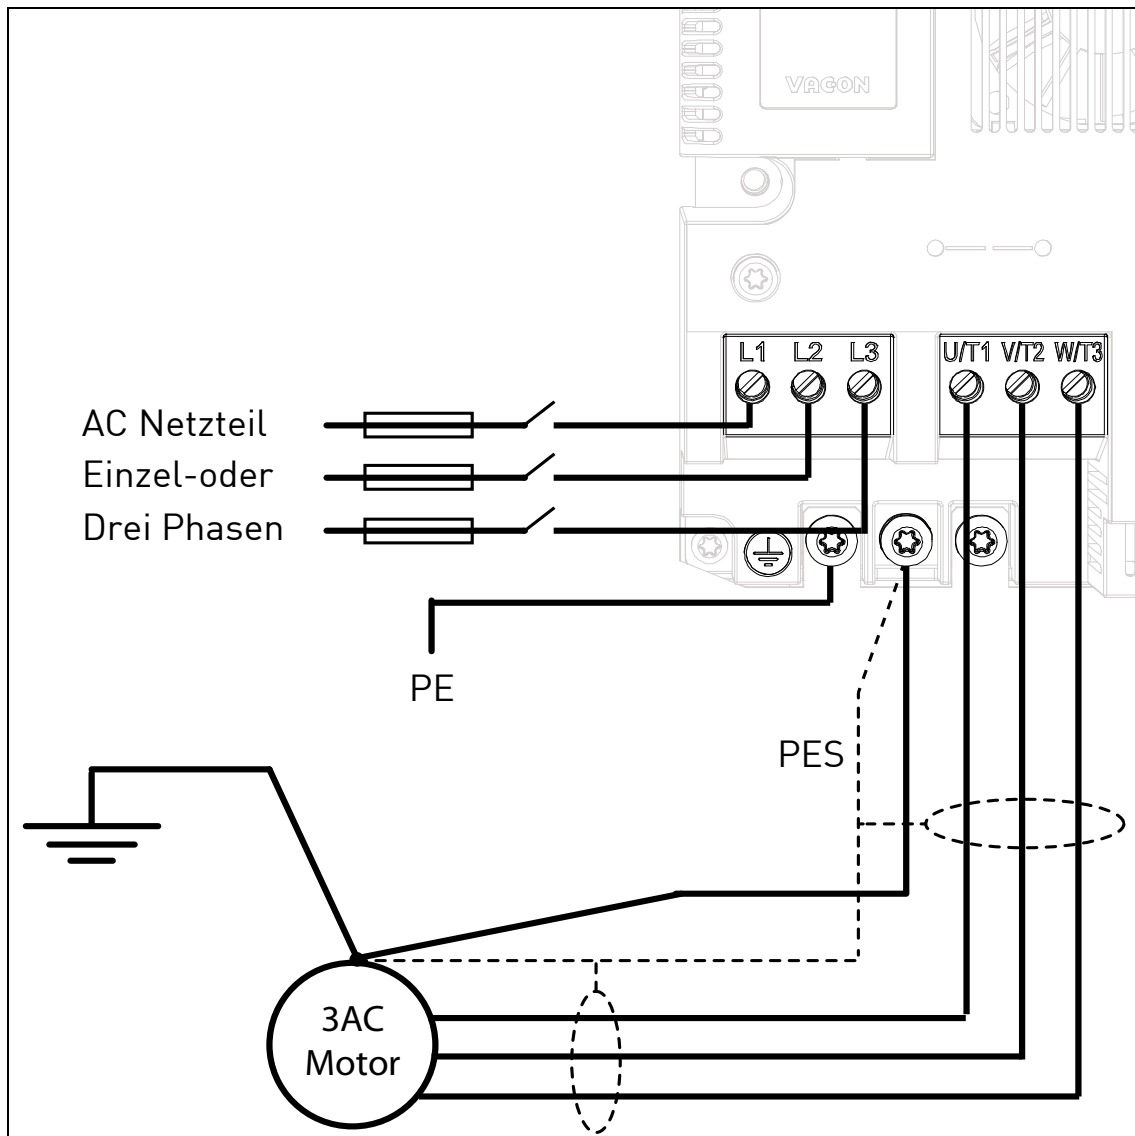 VACON
L1 L2 L3
U/T1 V/T2 W/T3
AC Netzteil
Einzel-oder
Drei Phasen
PE
PES
3AC
Motor